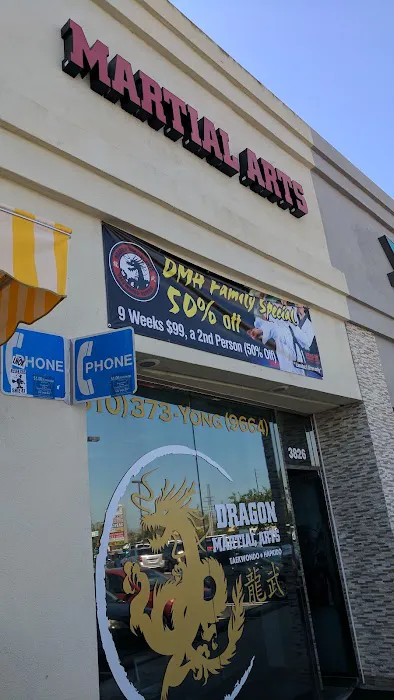 MARTIAL ARTS
DMH Family Special
50% off
9 Weeks $99, a 2nd Person (50% Off)
PHONE
PHONE
10)373-YONG (9664)
3826
DRAGON
MARTIAL ARTS
TAEKWONDO & HAPKIDO
龍武